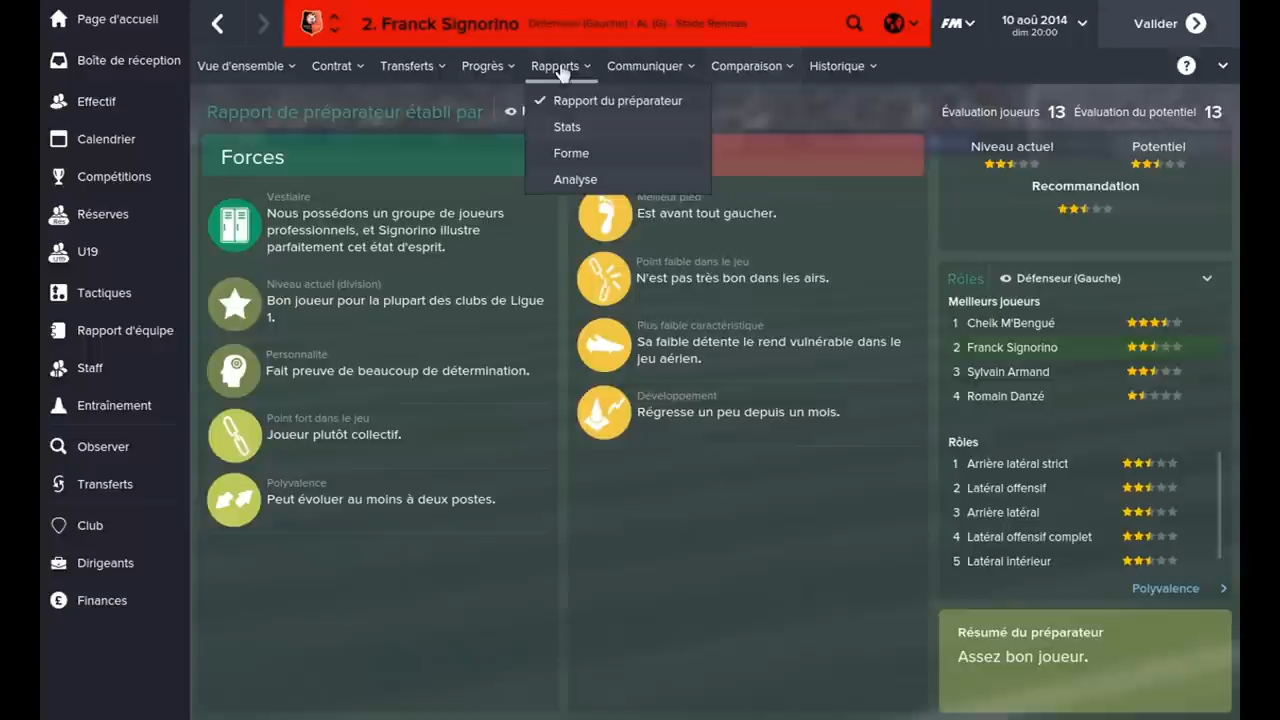 Page d'accueil
Boîte de réception
Effectif
Calendrier
Compétitions
Rés
Réserves
U19
U19
Tactiques
Rapport d'équipe
Staff
Entraînement
Observer
Transferts
Club
Dirigeants
£ Finances
2. Franck Signorino
Défenseur (Gauche) - AL (G) - Stade Rennais
FM
10 août 2014
dim 20:00
Valider
Vue d'ensemble
Contrat
Transferts
Progrès
Rapports
Communiquer
Comparaison
Historique
?
Rapport du préparateur
Stats
Forme
Analyse
Rapport de préparateur établi par
Évaluation joueurs 13 Évaluation du potentiel 13
Forces
Vestiaire
Nous possédons un groupe de joueurs
professionnels, et Signorino illustre
parfaitement cet état d'esprit.
Niveau actuel (division)
Bon joueur pour la plupart des clubs de Ligue
1.
Personnalité
Fait preuve de beaucoup de détermination.
Point fort dans le jeu
Joueur plutôt collectif.
Polyvalence
Peut évoluer au moins à deux postes.
Meilleur pied
Est avant tout gaucher.
Point faible dans le jeu
N'est pas très bon dans les airs.
Plus faible caractéristique
Sa faible détente le rend vulnérable dans le
jeu aérien.
Développement
Régresse un peu depuis un mois.
Niveau actuel
Potentiel
Recommandation
Rôles
Défenseur (Gauche)
Meilleurs joueurs
1 Cheik M'Bengué
2 Franck Signorino
3 Sylvain Armand
4 Romain Danzé
Rôles
1 Arrière latéral strict
2 Latéral offensif
3 Arrière latéral
4 Latéral offensif complet
5 Latéral intérieur
Polyvalence
Résumé du préparateur
Assez bon joueur.